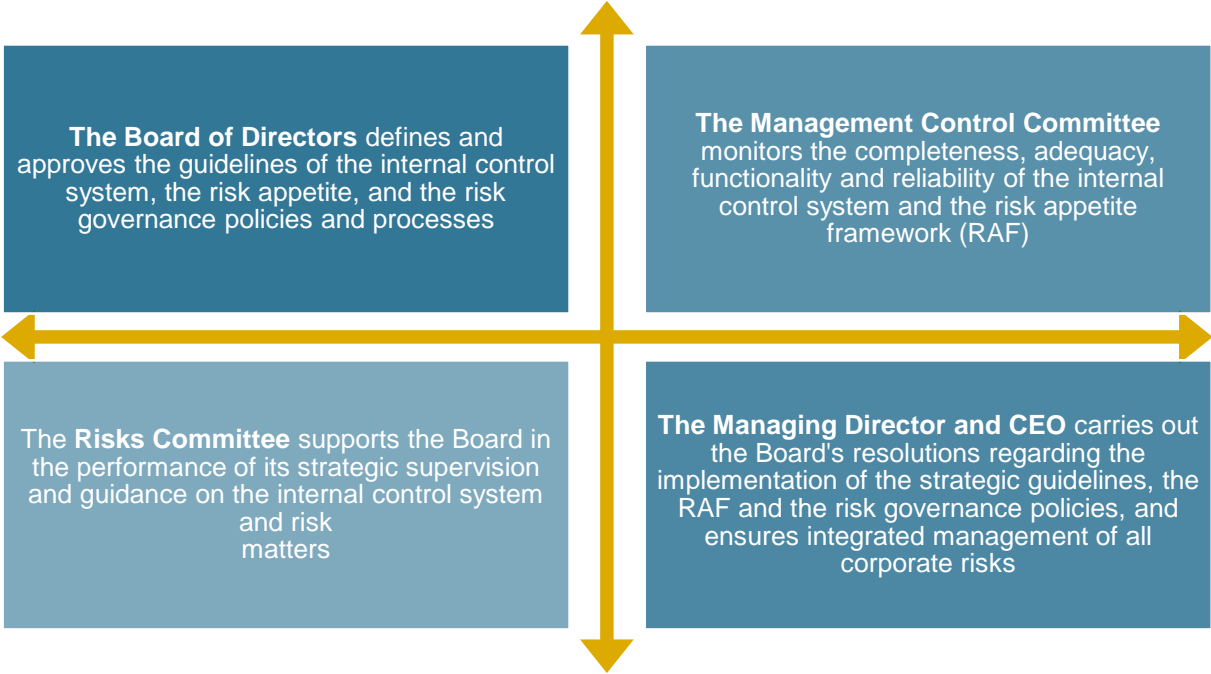 The Board of Directors defines and
approves the guidelines of the internal control
system, the risk appetite, and the risk
governance policies and processes
The Management Control Committee
monitors the completeness, adequacy,
functionality and reliability of the internal
control system and the risk appetite
framework (RAF)
The Risks Committee supports the Board in
the performance of its strategic supervision
and guidance on the internal control system
and risk
matters
The Managing Director and CEO carries out
the Board's resolutions regarding the
implementation of the strategic guidelines, the
RAF and the risk governance policies, and
ensures integrated management of all
corporate risks